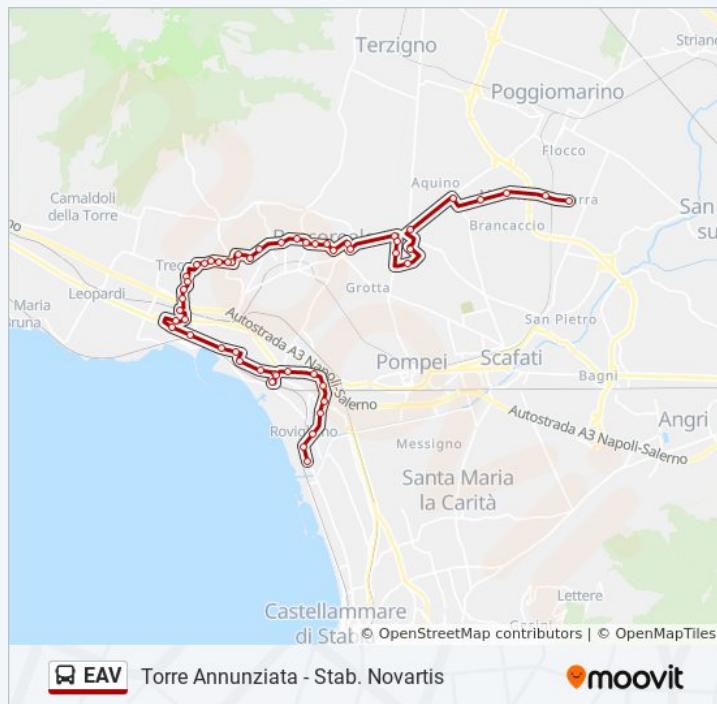 Terzigno
Striano
Poggiomarino
Flocco
Camaldoli
della Torre
Aquino
Brancaccio
San
su
Leopardi
Grotta
Maria
Bruna
San Pietro
Autostrada A3 Napoli-Salerno
Pompei
Scafati
Bagni
Rovigliano
Messigno
Autostrada A3 Napoli-Salerno
Angri
Santa Maria
la Carità
Lettere
Castellammare
di Stabia
© OpenStreetMap contributors | © OpenMapTiles
EAV Torre Annunziata - Stab. Novartis
moovit